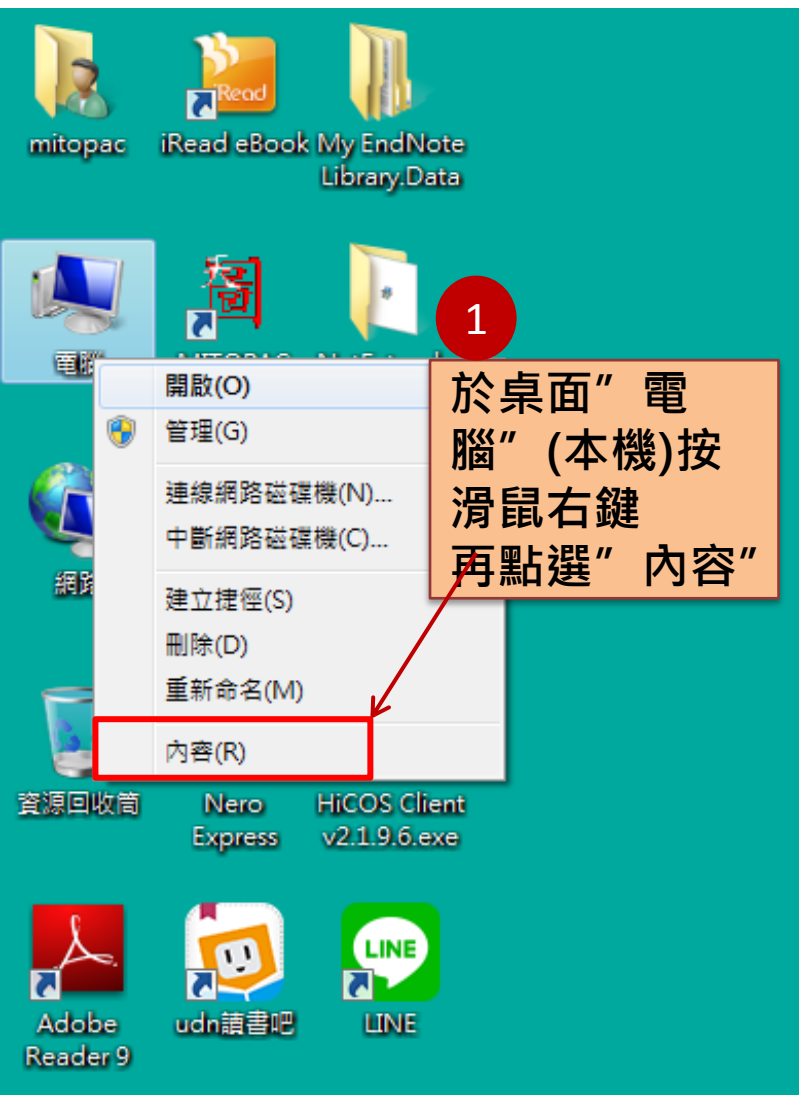 iRead
mitopac
iRead eBook
My EndNote
Library.Data
1
電腦
開啟(O)
管理(G)
連線網路磁碟機(N)...
中斷網路磁碟機(C)...
建立捷徑(S)
刪除(D)
重新命名(M)
內容(R)
於桌面”電
腦”(本機)按
滑鼠右鍵
再點選”內容”
資源回收筒
Nero
Express
HiCOS Client
v2.1.9.6.exe
LINE
Adobe
Reader 9
udn讀書吧
LINE